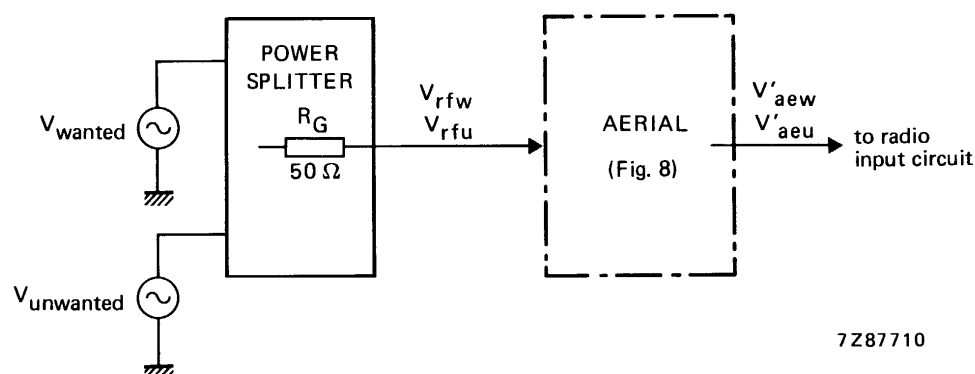 POWER
SPLITTER
R_G
50 Ω
V_wanted
V_unwanted
V_rfw
V_rfu
AERIAL
(Fig. 8)
V'_aew
V'_aeu
to radio
input circuit
7Z87710